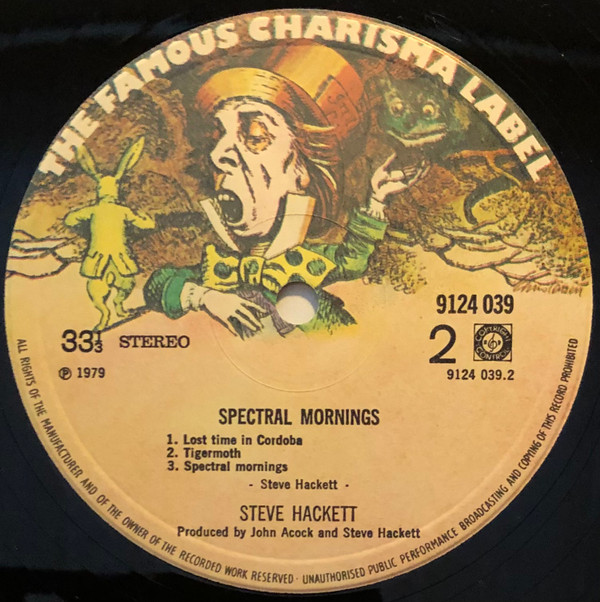 THE FAMOUS CHARISMA LABEL
9124 039
33⅓ STEREO
2
COPYRIGHT CONTROL
℗ 1979
9124 039.2
SPECTRAL MORNINGS
1. Lost time in Cordoba
2. Tigermoth
3. Spectral mornings
- Steve Hackett -
STEVE HACKETT
Produced by John Acock and Steve Hackett
ALL RIGHTS OF THE MANUFACTURER AND OF THE OWNER OF THE RECORDED WORK RESERVED · UNAUTHORISED PUBLIC PERFORMANCE BROADCASTING AND COPYING OF THIS RECORD PROHIBITED